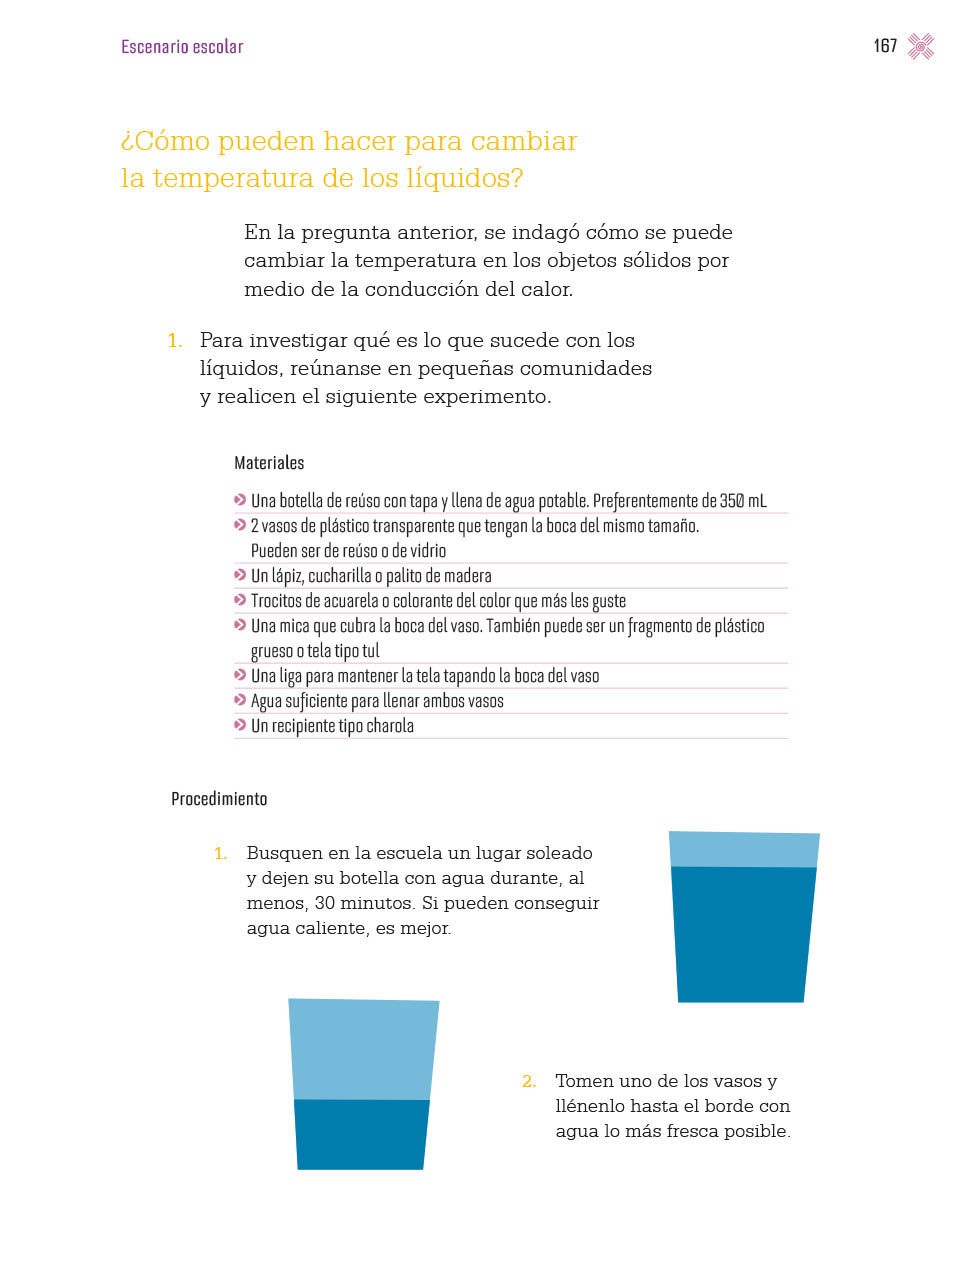 Escenario escolar
167
¿Cómo pueden hacer para cambiar
la temperatura de los líquidos?
En la pregunta anterior, se indagó cómo se puede
cambiar la temperatura en los objetos sólidos por
medio de la conducción del calor.
1. Para investigar qué es lo que sucede con los
líquidos, reúnanse en pequeñas comunidades
y realicen el siguiente experimento.
Materiales
Una botella de reúso con tapa y llena de agua potable. Preferentemente de 350 mL
2 vasos de plástico transparente que tengan la boca del mismo tamaño.
Pueden ser de reúso o de vidrio
Un lápiz, cucharilla o palito de madera
Trocitos de acuarela o colorante del color que más les guste
Una mica que cubra la boca del vaso. También puede ser un fragmento de plástico
grueso o tela tipo tul
Una liga para mantener la tela tapando la boca del vaso
Agua suficiente para llenar ambos vasos
Un recipiente tipo charola
Procedimiento
1. Busquen en la escuela un lugar soleado
y dejen su botella con agua durante, al
menos, 30 minutos. Si pueden conseguir
agua caliente, es mejor.
2. Tomen uno de los vasos y
llénenlo hasta el borde con
agua lo más fresca posible.